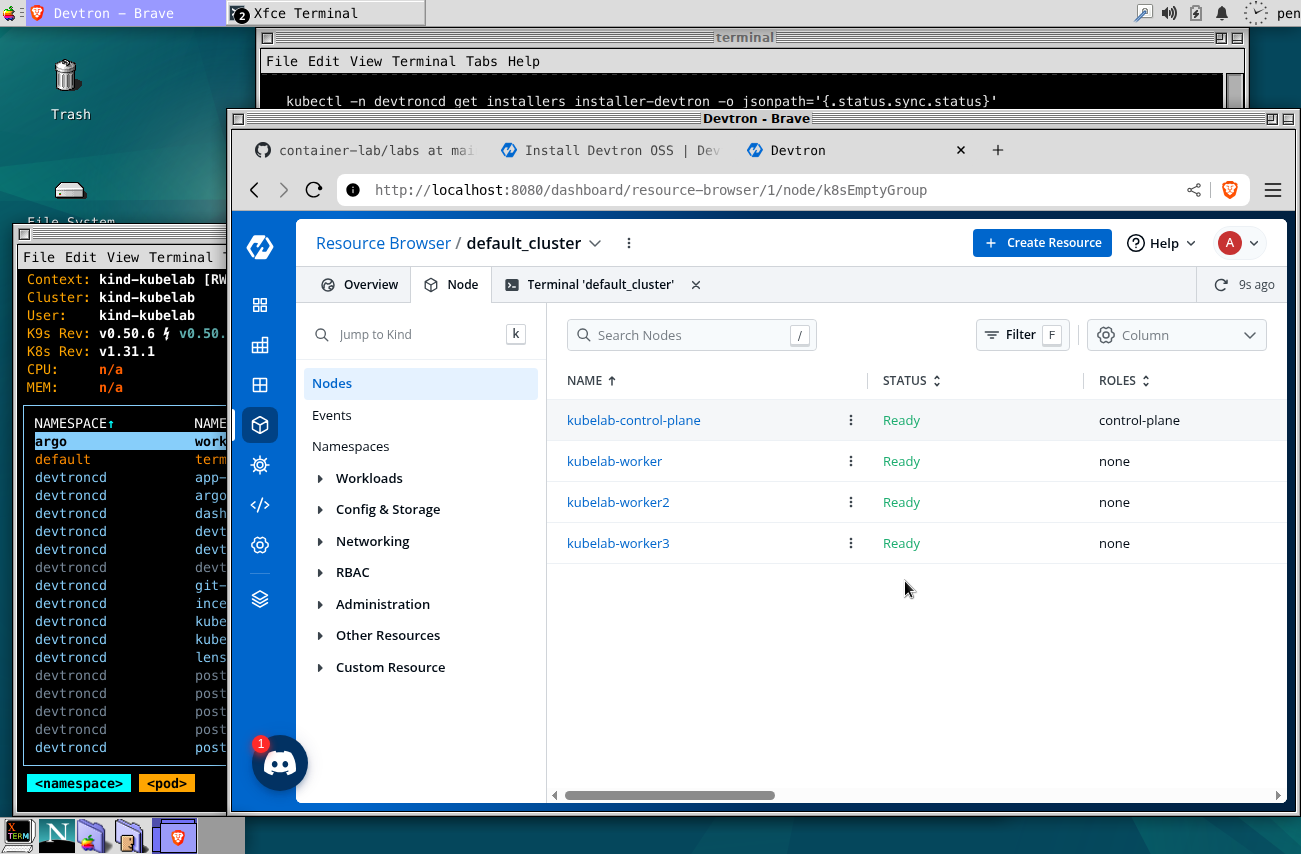 Devtron - Brave
2 Xfce Terminal
pen
Trash
File System
terminal
File Edit View Terminal Tabs Help
kubectl -n devtroncd get installers installer-devtron -o jsonpath='{.status.sync.status}'
Devtron - Brave
container-lab/labs at mai
Install Devtron OSS | Dev
Devtron
http://localhost:8080/dashboard/resource-browser/1/node/k8sEmptyGroup
Resource Browser / default_cluster
Create Resource
Help
A
Overview
Node
Terminal 'default_cluster'
9s ago
Jump to Kind
k
Search Nodes
/
Filter F
Column
NAME
STATUS
ROLES
Nodes
Events
Namespaces
Workloads
Config & Storage
Networking
RBAC
Administration
Other Resources
Custom Resource
kubelab-control-plane Ready control-plane
kubelab-worker Ready none
kubelab-worker2 Ready none
kubelab-worker3 Ready none
1
File Edit View Terminal
Context: kind-kubelab [RW
Cluster: kind-kubelab
User: kind-kubelab
K9s Rev: v0.50.6 v0.50.
K8s Rev: v1.31.1
CPU: n/a
MEM: n/a
NAMESPACE↑ NAME
argo work
default term
devtroncd app-
devtroncd argo
devtroncd dash
devtroncd devt
devtroncd devt
devtroncd devt
devtroncd git-
devtroncd ince
devtroncd kube
devtroncd kube
devtroncd lens
devtroncd post
devtroncd post
devtroncd post
devtroncd post
devtroncd post
<namespace> <pod>
X
TERM
N